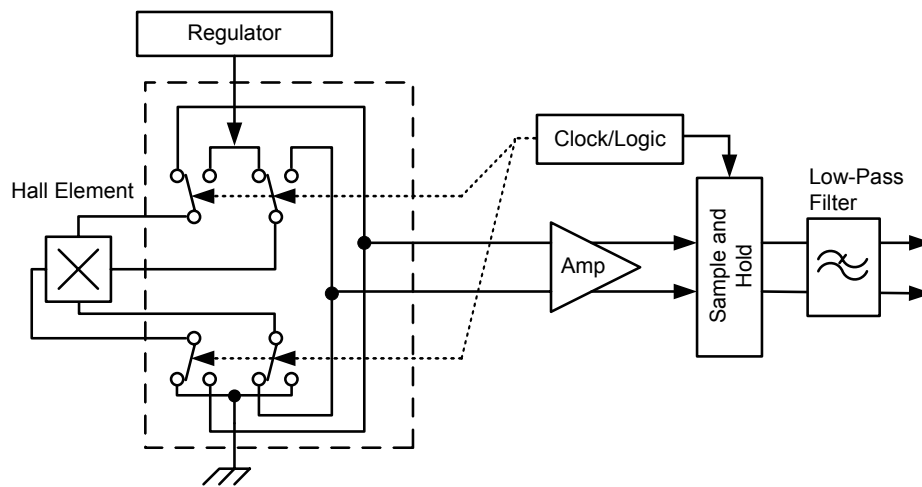 Regulator
Clock/Logic
Hall Element
Low-Pass
Filter
Amp
Sample and
Hold